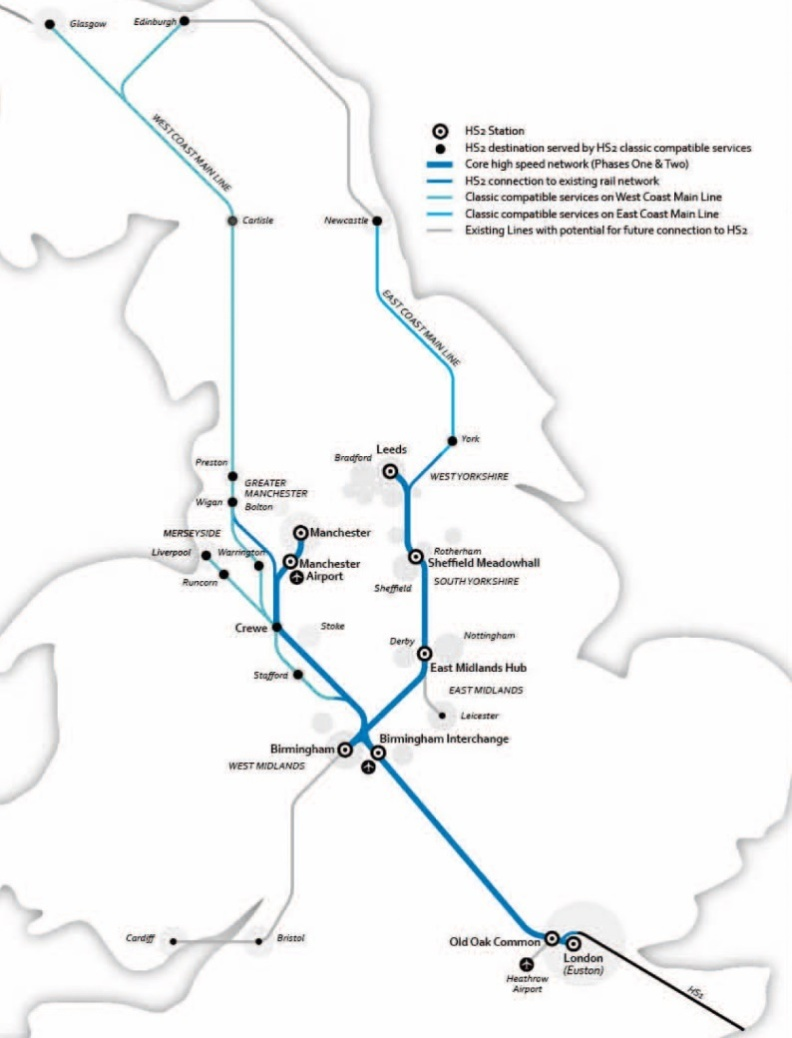 Glasgow
Edinburgh
WEST COAST MAIN LINE
HS2 Station
HS2 destination served by HS2 classic compatible services
Core high speed network (Phases One & Two)
HS2 connection to existing rail network
Classic compatible services on West Coast Main Line
Classic compatible services on East Coast Main Line
Existing Lines with potential for future connection to HS2
Carlisle
Newcastle
EAST COAST MAIN LINE
York
Leeds
Bradford
WEST YORKSHIRE
Preston
GREATER
MANCHESTER
Wigan
Bolton
MERSEYSIDE
Manchester
Liverpool
Warrington
Manchester
Airport
Runcorn
Rotherham
Sheffield Meadowhall
Sheffield
SOUTH YORKSHIRE
Crewe
Stoke
Derby
Nottingham
East Midlands Hub
Stafford
EAST MIDLANDS
Leicester
Birmingham
Birmingham Interchange
WEST MIDLANDS
Cardiff
Bristol
Old Oak Common
London
(Euston)
Heathrow
Airport
HS1